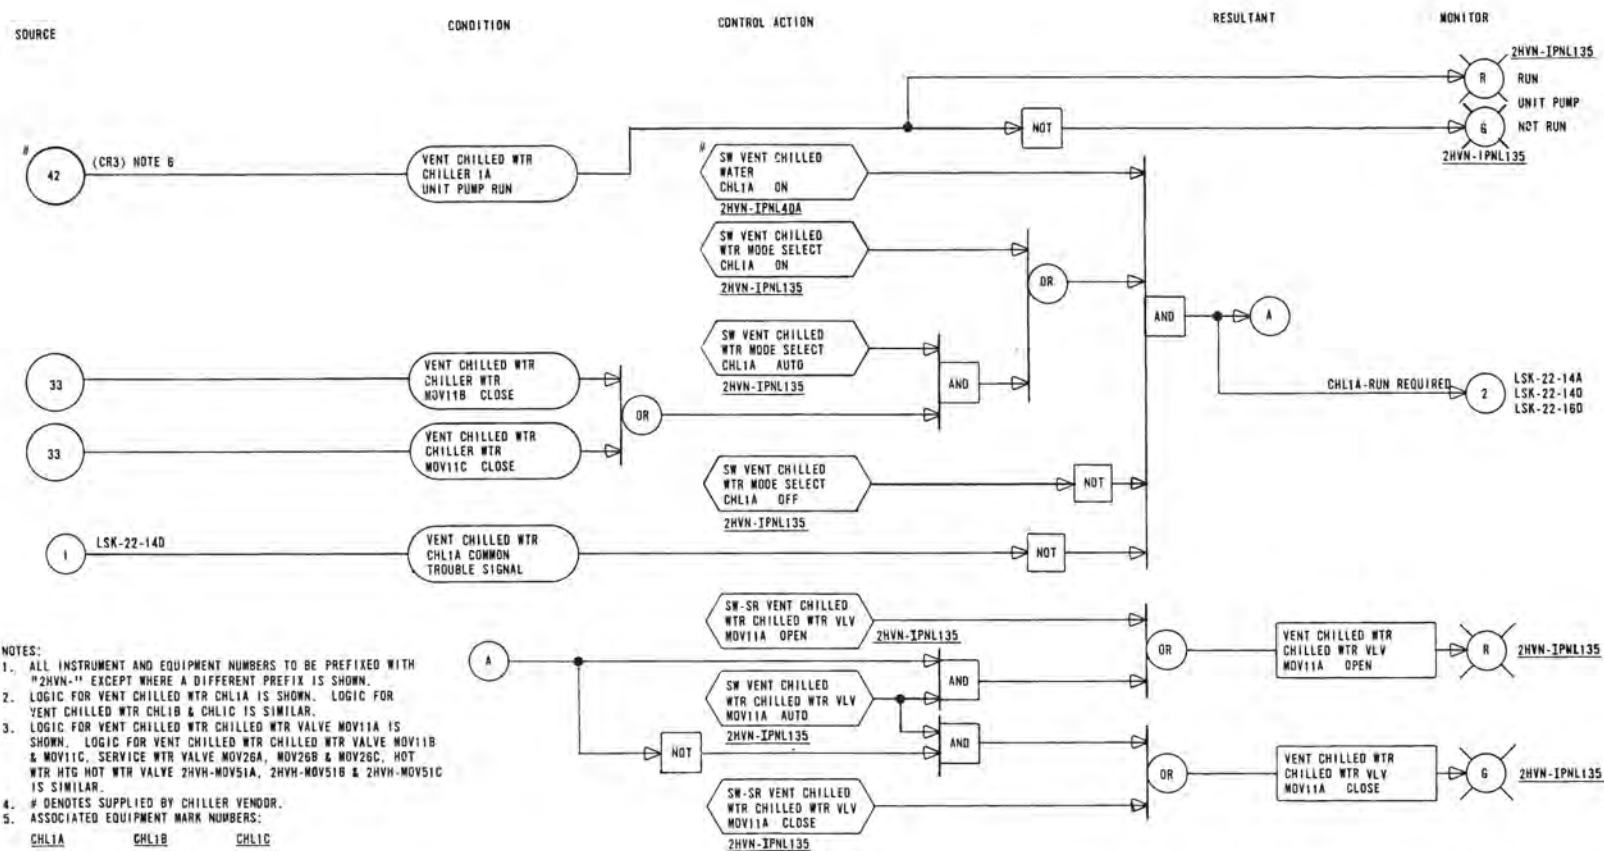 SOURCE
CONDITION
CONTROL ACTION
RESULTANT
MONITOR
2HVN-IPNL135
R
RUN
UNIT PUMP
NOT
G
NOT RUN
2HVN-IPNL135
#
42
(CR3) NOTE 6
VENT CHILLED WTR
CHILLER 1A
UNIT PUMP RUN
#
SW VENT CHILLED
WATER
CHL1A ON
2HVN-IPNL40A
SW VENT CHILLED
WTR MODE SELECT
CHL1A ON
2HVN-IPNL135
OR
AND
A
SW VENT CHILLED
WTR MODE SELECT
CHL1A AUTO
2HVN-IPNL135
AND
33
VENT CHILLED WTR
CHILLER WTR
MOV11B CLOSE
OR
33
VENT CHILLED WTR
CHILLER WTR
MOV11C CLOSE
CHL1A-RUN REQUIRED
2
LSK-22-14A
LSK-22-14D
LSK-22-16D
SW VENT CHILLED
WTR MODE SELECT
CHL1A OFF
2HVN-IPNL135
NOT
1
LSK-22-14D
VENT CHILLED WTR
CHL1A COMMON
TROUBLE SIGNAL
NOT
SW-SR VENT CHILLED
WTR CHILLED WTR VLV
MOV11A OPEN
2HVN-IPNL135
OR
VENT CHILLED WTR
CHILLED WTR VLV
MOV11A OPEN
R
2HVN-IPNL135
A
AND
SW VENT CHILLED
WTR CHILLED WTR VLV
MOV11A AUTO
2HVN-IPNL135
NOT
AND
OR
VENT CHILLED WTR
CHILLED WTR VLV
MOV11A CLOSE
G
2HVN-IPNL135
SW-SR VENT CHILLED
WTR CHILLED WTR VLV
MOV11A CLOSE
2HVN-IPNL135
NOTES:
1. ALL INSTRUMENT AND EQUIPMENT NUMBERS TO BE PREFIXED WITH
"2HVN-" EXCEPT WHERE A DIFFERENT PREFIX IS SHOWN.
2. LOGIC FOR VENT CHILLED WTR CHL1A IS SHOWN. LOGIC FOR
VENT CHILLED WTR CHL1B & CHL1C IS SIMILAR.
3. LOGIC FOR VENT CHILLED WTR CHILLED WTR VALVE MOV11A IS
SHOWN. LOGIC FOR VENT CHILLED WTR CHILLED WTR VALVE MOV11B
& MOV11C, SERVICE WTR VALVE MOV26A, MOV26B & MOV26C, HOT
WTR HTG HOT WTR VALVE 2HVH-MOV51A, 2HVH-MOV51B & 2HVH-MOV51C
IS SIMILAR.
4. # DENOTES SUPPLIED BY CHILLER VENDOR.
5. ASSOCIATED EQUIPMENT MARK NUMBERS:
CHL1A CHL1B CHL1C